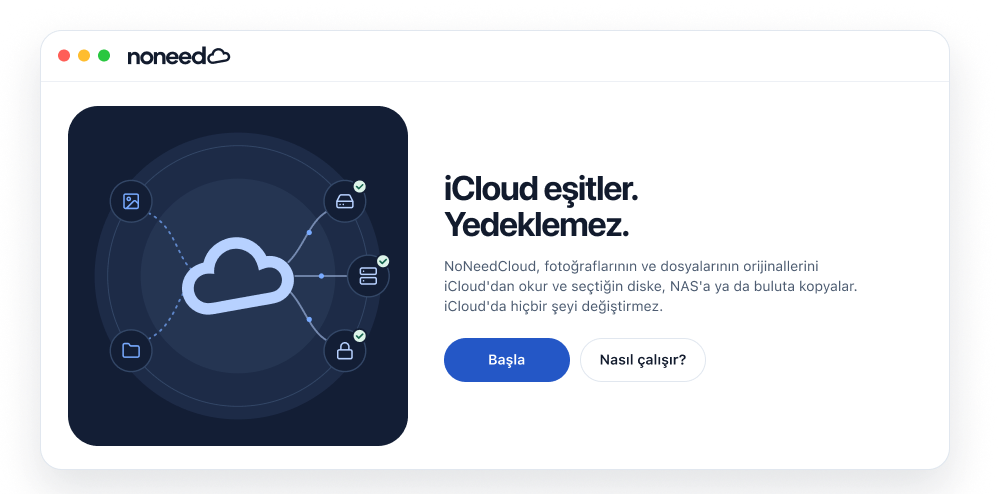 noneed
iCloud eşitler.
Yedeklemez.
NoNeedCloud, fotoğraflarının ve dosyalarının orijinallerini
iCloud'dan okur ve seçtiğin diske, NAS'a ya da buluta kopyalar.
iCloud'da hiçbir şeyi değiştirmez.
Başla
Nasıl çalışır?